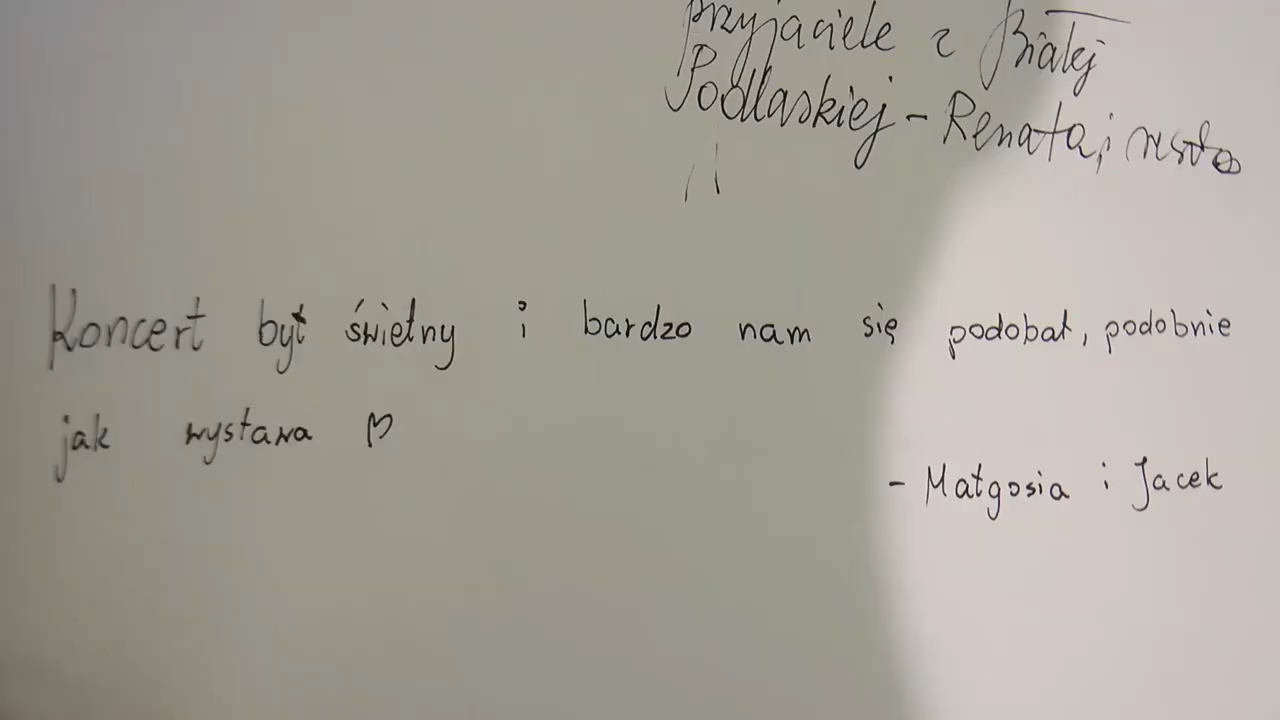 przyjaciele z Białej
Podlaskiej - Renata i
Koncert był świetny i bardzo nam się podobał, podobnie
jak wystawa ♡
- Małgosia i Jacek